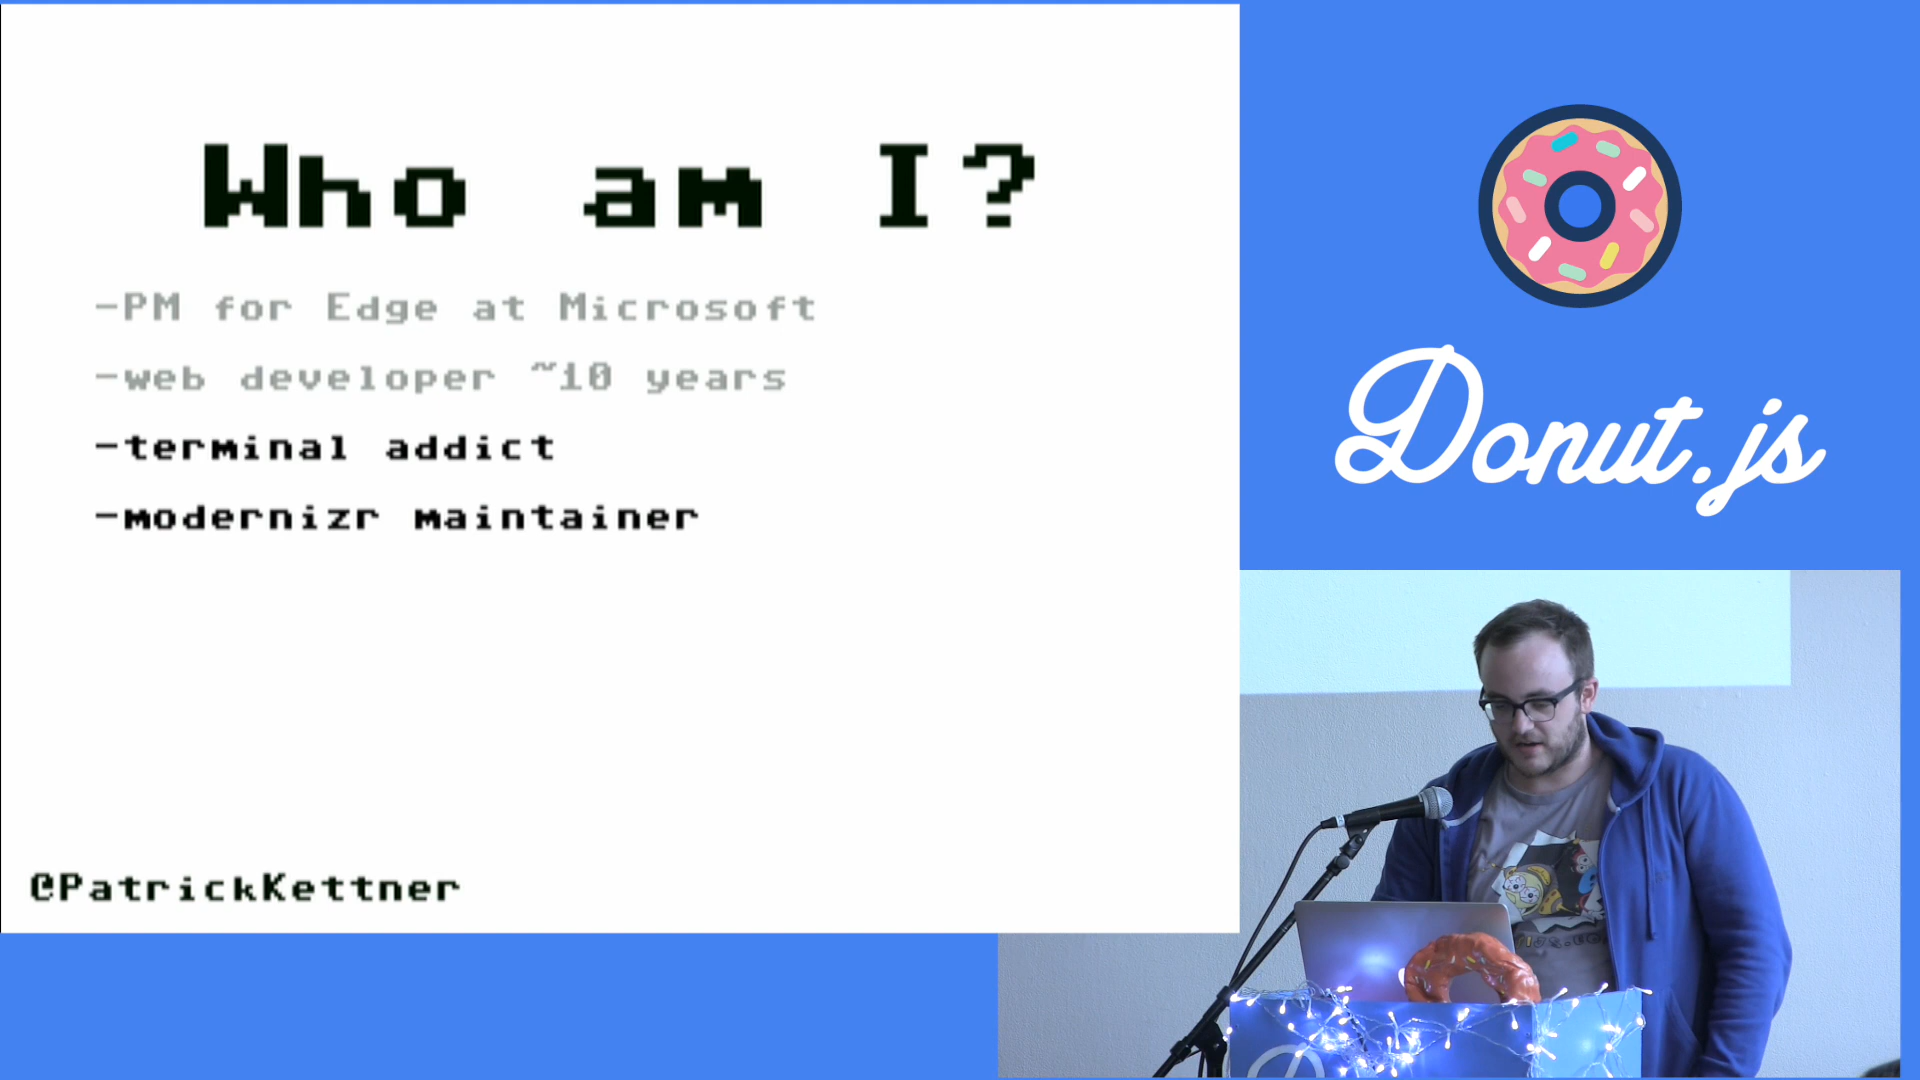 Who am I?
-PM for Edge at Microsoft
-web developer ~10 years
-terminal addict
-modernizr maintainer
@PatrickKettner
Donut.js